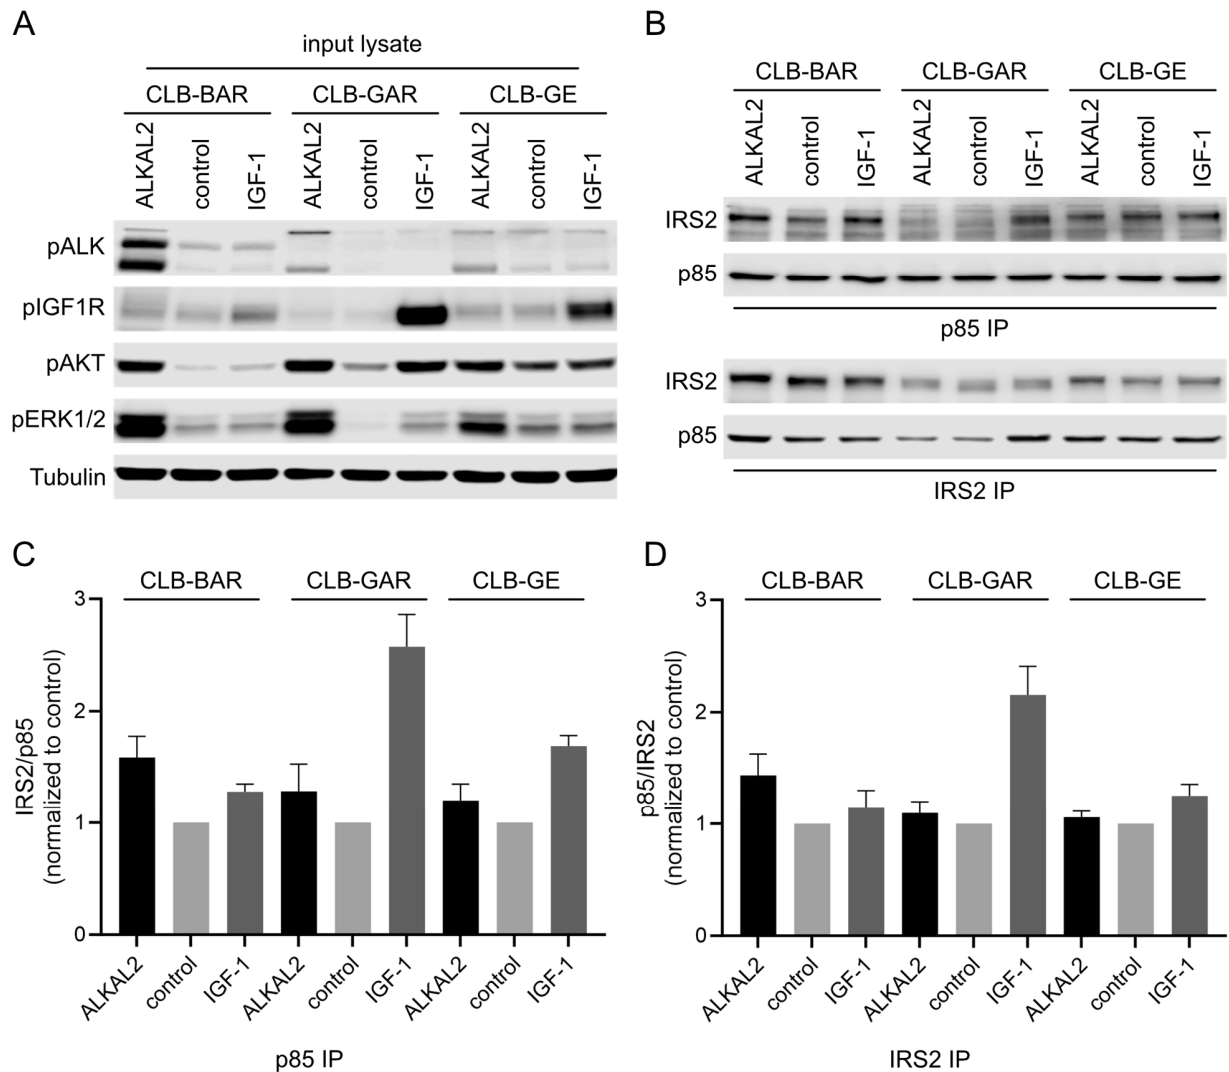 A
input lysate
CLB-BAR CLB-GAR CLB-GE
ALKAL2 control IGF-1 ALKAL2 control IGF-1 ALKAL2 control IGF-1
pALK
pIGF1R
pAKT
pERK1/2
Tubulin
B
CLB-BAR CLB-GAR CLB-GE
ALKAL2 control IGF-1 ALKAL2 control IGF-1 ALKAL2 control IGF-1
IRS2
p85
p85 IP
IRS2
p85
IRS2 IP
C
CLB-BAR CLB-GAR CLB-GE
IRS2/p85
(normalized to control)
3
2
1
0
ALKAL2 control IGF-1 ALKAL2 control IGF-1 ALKAL2 control IGF-1
p85 IP
D
CLB-BAR CLB-GAR CLB-GE
p85/IRS2
(normalized to control)
3
2
1
0
ALKAL2 control IGF-1 ALKAL2 control IGF-1 ALKAL2 control IGF-1
IRS2 IP